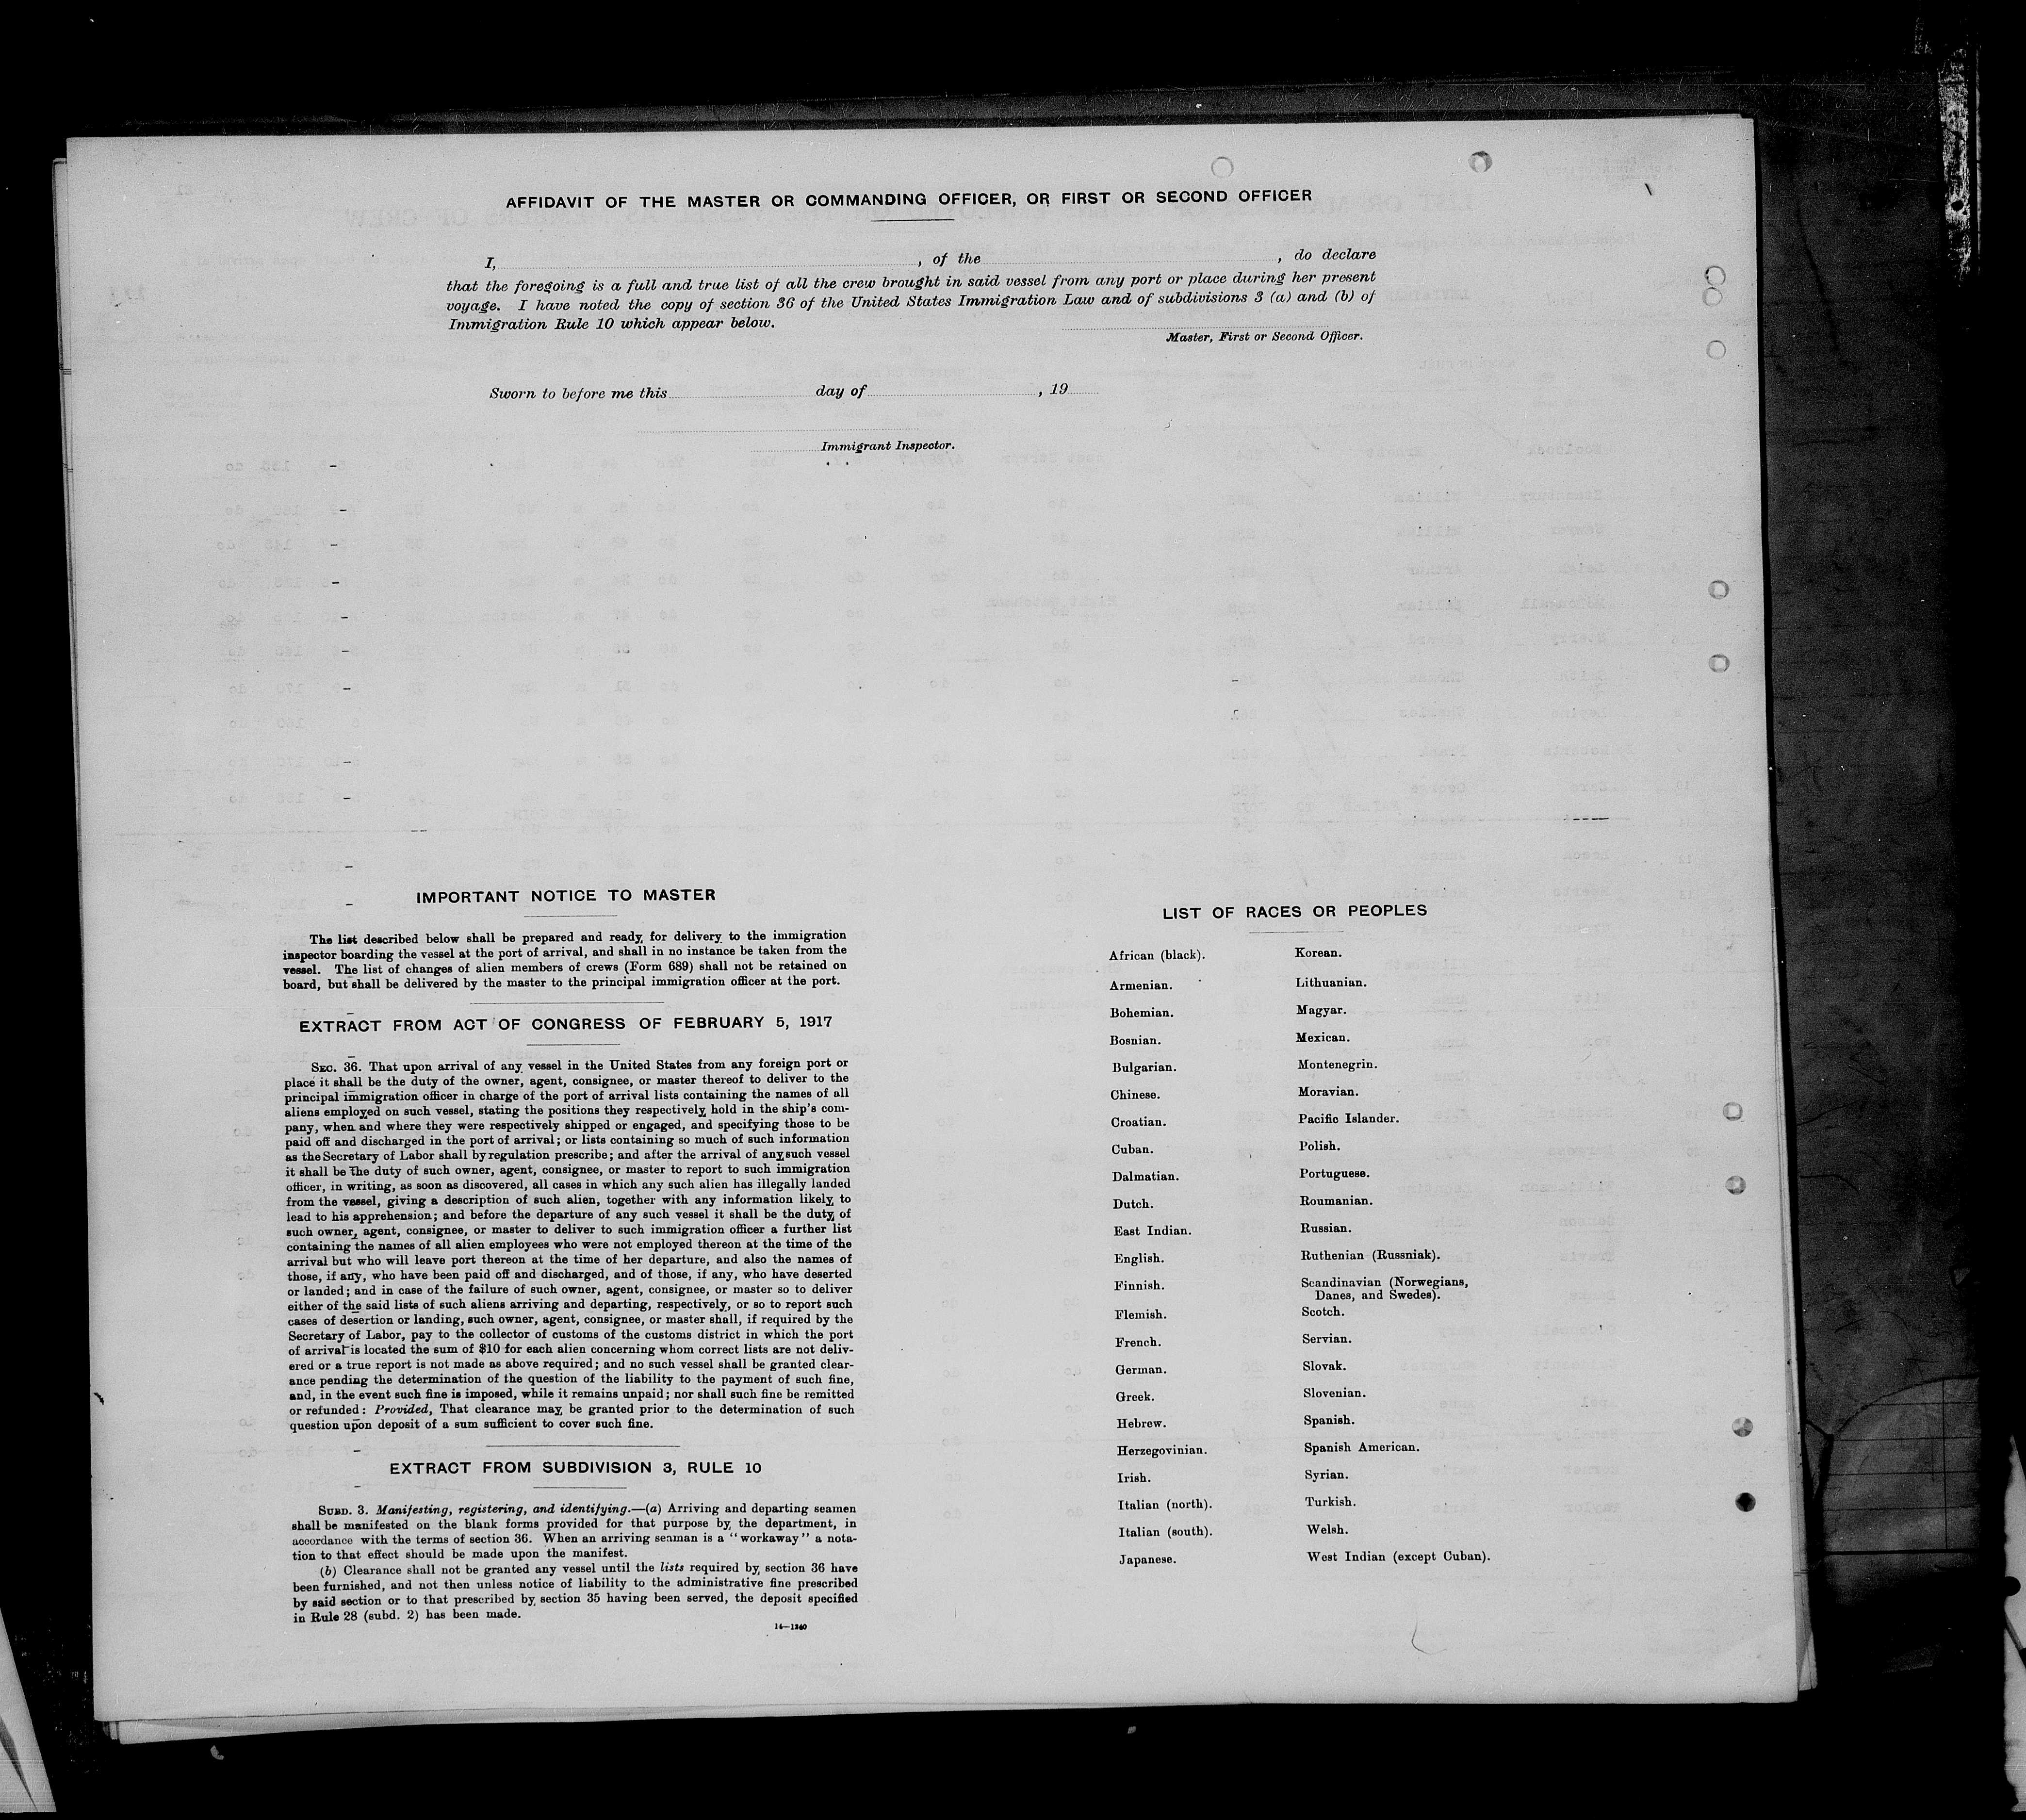 AFFIDAVIT OF THE MASTER OR COMMANDING OFFICER, OR FIRST OR SECOND OFFICER
I, , of the , do declare
that the foregoing is a full and true list of all the crew brought in said vessel from any port or place during her present
voyage. I have noted the copy of section 36 of the United States Immigration Law and of subdivisions 3 (a) and (b) of
Immigration Rule 10 which appear below.
Master, First or Second Officer.
Sworn to before me this day of , 19
Immigrant Inspector.
IMPORTANT NOTICE TO MASTER
The list described below shall be prepared and ready for delivery to the immigration
inspector boarding the vessel at the port of arrival, and shall in no instance be taken from the
vessel. The list of changes of alien members of crews (Form 689) shall not be retained on
board, but shall be delivered by the master to the principal immigration officer at the port.
EXTRACT FROM ACT OF CONGRESS OF FEBRUARY 5, 1917
SEC. 36. That upon arrival of any vessel in the United States from any foreign port or
place it shall be the duty of the owner, agent, consignee, or master thereof to deliver to the
principal immigration officer in charge of the port of arrival lists containing the names of all
aliens employed on such vessel, stating the positions they respectively hold in the ship's com-
pany, when and where they were respectively shipped or engaged, and specifying those to be
paid off and discharged in the port of arrival; or lists containing so much of such information
as the Secretary of Labor shall by regulation prescribe; and after the arrival of any such vessel
it shall be the duty of such owner, agent, consignee, or master to report to such immigration
officer, in writing, as soon as discovered, all cases in which any such alien has illegally landed
from the vessel, giving a description of such alien, together with any information likely to
lead to his apprehension; and before the departure of any such vessel it shall be the duty of
such owner, agent, consignee, or master to deliver to such immigration officer a further list
containing the names of all alien employees who were not employed thereon at the time of the
arrival but who will leave port thereon at the time of her departure, and also the names of
those, if any, who have been paid off and discharged, and of those, if any, who have deserted
or landed; and in case of the failure of such owner, agent, consignee, or master so to deliver
either of the said lists of such aliens arriving and departing, respectively, or so to report such
cases of desertion or landing, such owner, agent, consignee, or master shall, if required by the
Secretary of Labor, pay to the collector of customs of the customs district in which the port
of arrival is located the sum of $10 for each alien concerning whom correct lists are not deliv-
ered or a true report is not made as above required; and no such vessel shall be granted clear-
ance pending the determination of the question of the liability to the payment of such fine,
and, in the event such fine is imposed, while it remains unpaid; nor shall such fine be remitted
or refunded: Provided, That clearance may be granted prior to the determination of such
question upon deposit of a sum sufficient to cover such fine.
EXTRACT FROM SUBDIVISION 3, RULE 10
SUBD. 3. Manifesting, registering, and identifying.—(a) Arriving and departing seamen
shall be manifested on the blank forms provided for that purpose by the department, in
accordance with the terms of section 36. When an arriving seaman is a "workaway" a nota-
tion to that effect should be made upon the manifest.
(b) Clearance shall not be granted any vessel until the lists required by section 36 have
been furnished, and not then unless notice of liability to the administrative fine prescribed
by said section or to that prescribed by section 35 having been served, the deposit specified
in Rule 28 (subd. 2) has been made.
14—1240
LIST OF RACES OR PEOPLES
African (black).
Armenian.
Bohemian.
Bosnian.
Bulgarian.
Chinese.
Croatian.
Cuban.
Dalmatian.
Dutch.
East Indian.
English.
Finnish.
Flemish.
French.
German.
Greek.
Hebrew.
Herzegovinian.
Irish.
Italian (north).
Italian (south).
Japanese.
Korean.
Lithuanian.
Magyar.
Mexican.
Montenegrin.
Moravian.
Pacific Islander.
Polish.
Portuguese.
Roumanian.
Russian.
Ruthenian (Russniak).
Scandinavian (Norwegians,
Danes, and Swedes).
Scotch.
Servian.
Slovak.
Slovenian.
Spanish.
Spanish American.
Syrian.
Turkish.
Welsh.
West Indian (except Cuban).